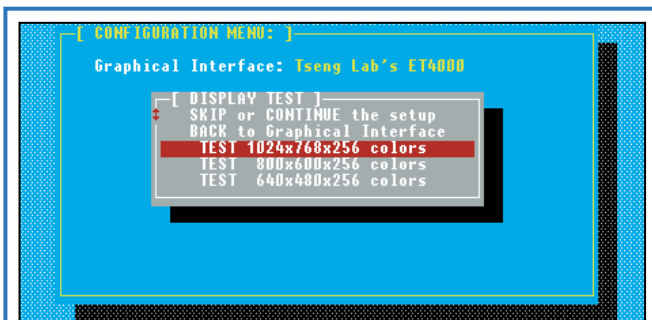 [ CONFIGURATION MENU: ]
Graphical Interface: Tseng Lab's ET4000
[ DISPLAY TEST ]
SKIP or CONTINUE the setup
BACK to Graphical Interface
TEST 1024x768x256 colors
TEST 800x600x256 colors
TEST 640x480x256 colors